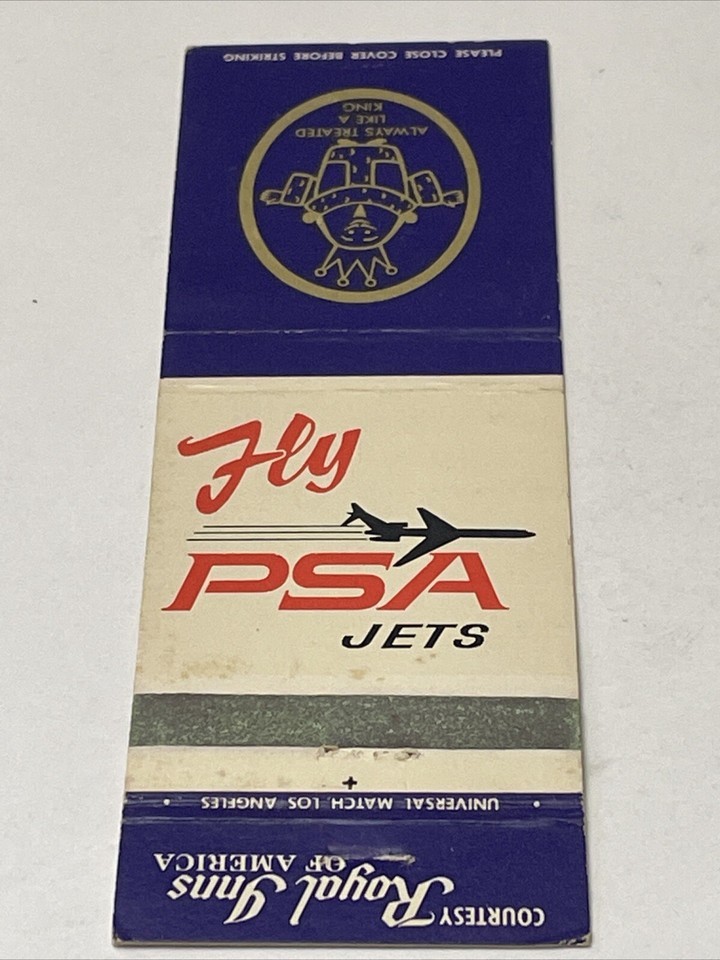 PLEASE CLOSE COVER BEFORE STRIKING
ALWAYS TREATED
LIKE A
KING
Fly
PSA
JETS
• UNIVERSAL MATCH, LOS ANGELES •
COURTESY Royal Inns
OF AMERICA